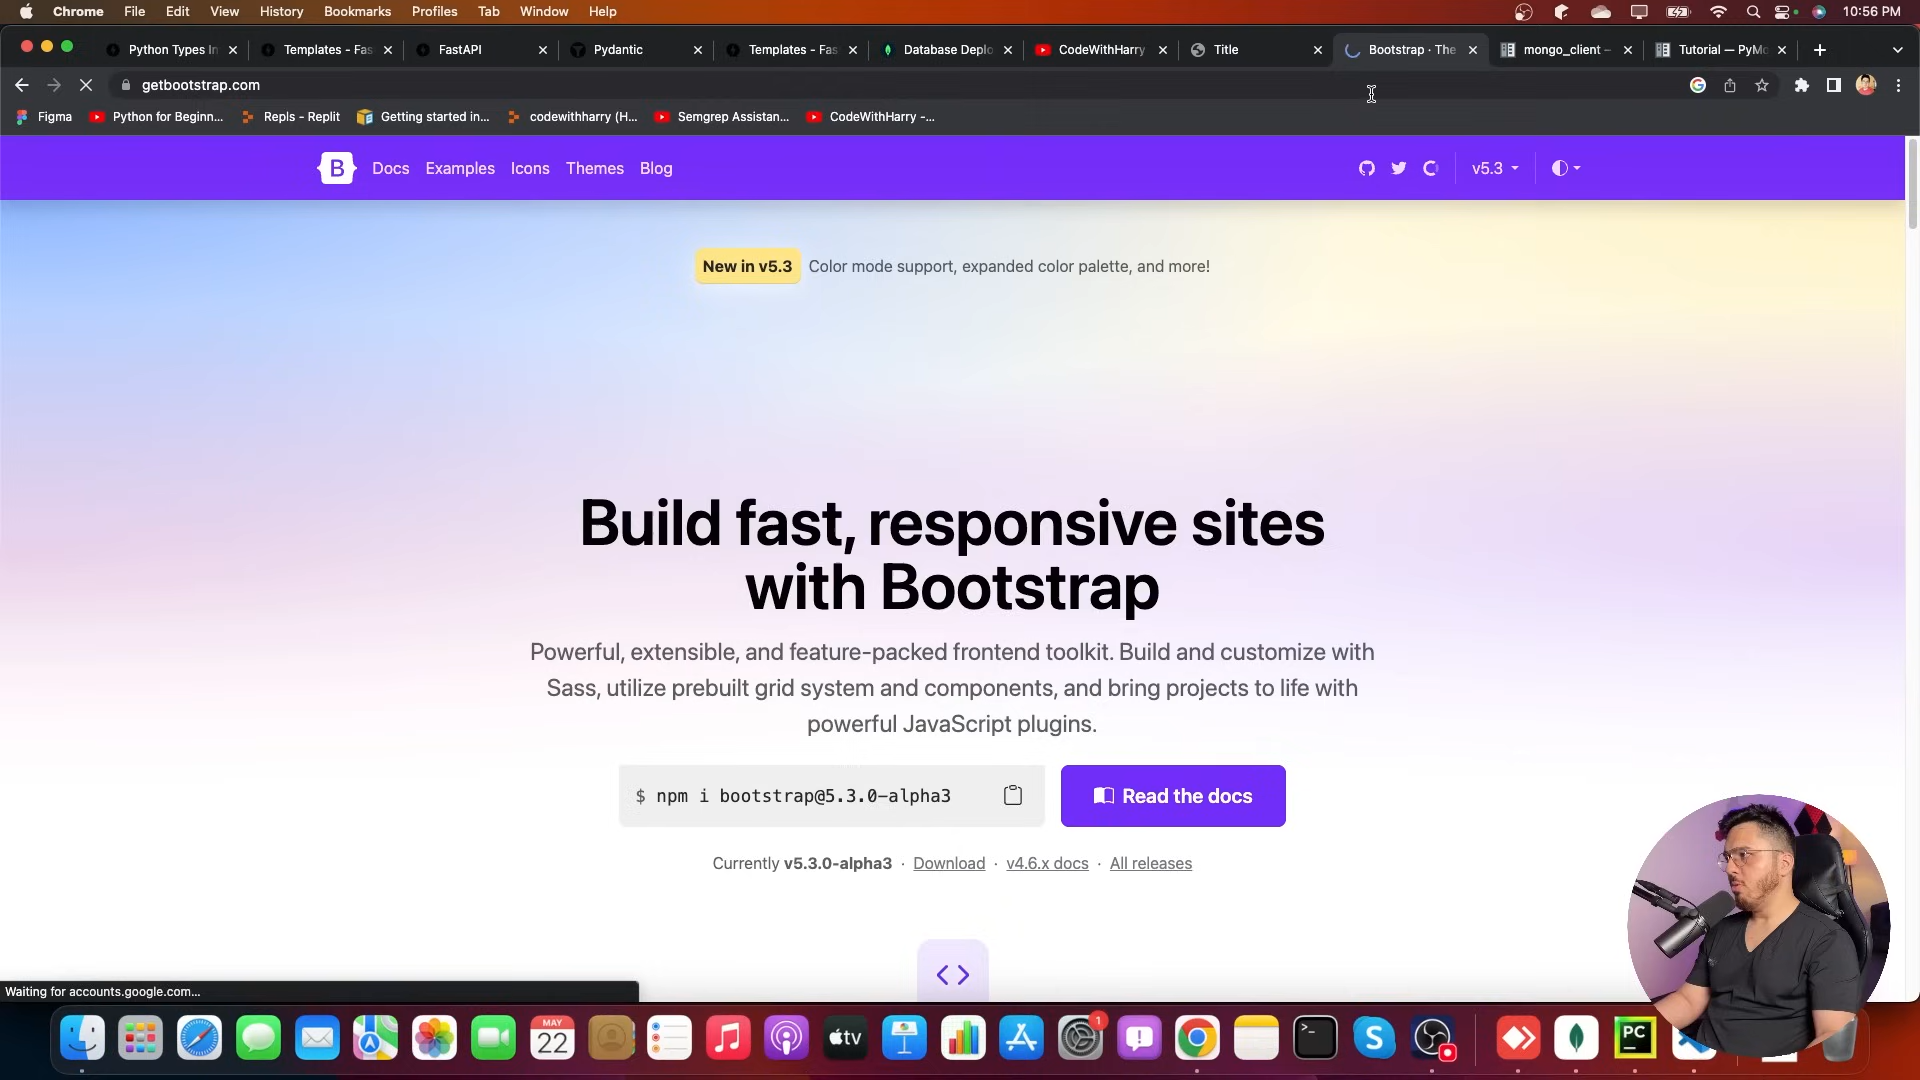 Chrome File Edit View History Bookmarks Profiles Tab Window Help 10:56 PM
Python Types In Templates - Fas FastAPI Pydantic Templates - Fas Database Deplo CodeWithHarry Title Bootstrap · The mongo_client – Tutorial — PyMo
getbootstrap.com
Figma Python for Beginn... Repls - Replit Getting started in... codewithharry (H... Semgrep Assistan... CodeWithHarry -...
B Docs Examples Icons Themes Blog v5.3
New in v5.3 Color mode support, expanded color palette, and more!
Build fast, responsive sites
with Bootstrap
Powerful, extensible, and feature-packed frontend toolkit. Build and customize with
Sass, utilize prebuilt grid system and components, and bring projects to life with
powerful JavaScript plugins.
$ npm i bootstrap@5.3.0-alpha3 Read the docs
Currently v5.3.0-alpha3 · Download · v4.6.x docs · All releases
Waiting for accounts.google.com...
MAY
22
tv
1
PC